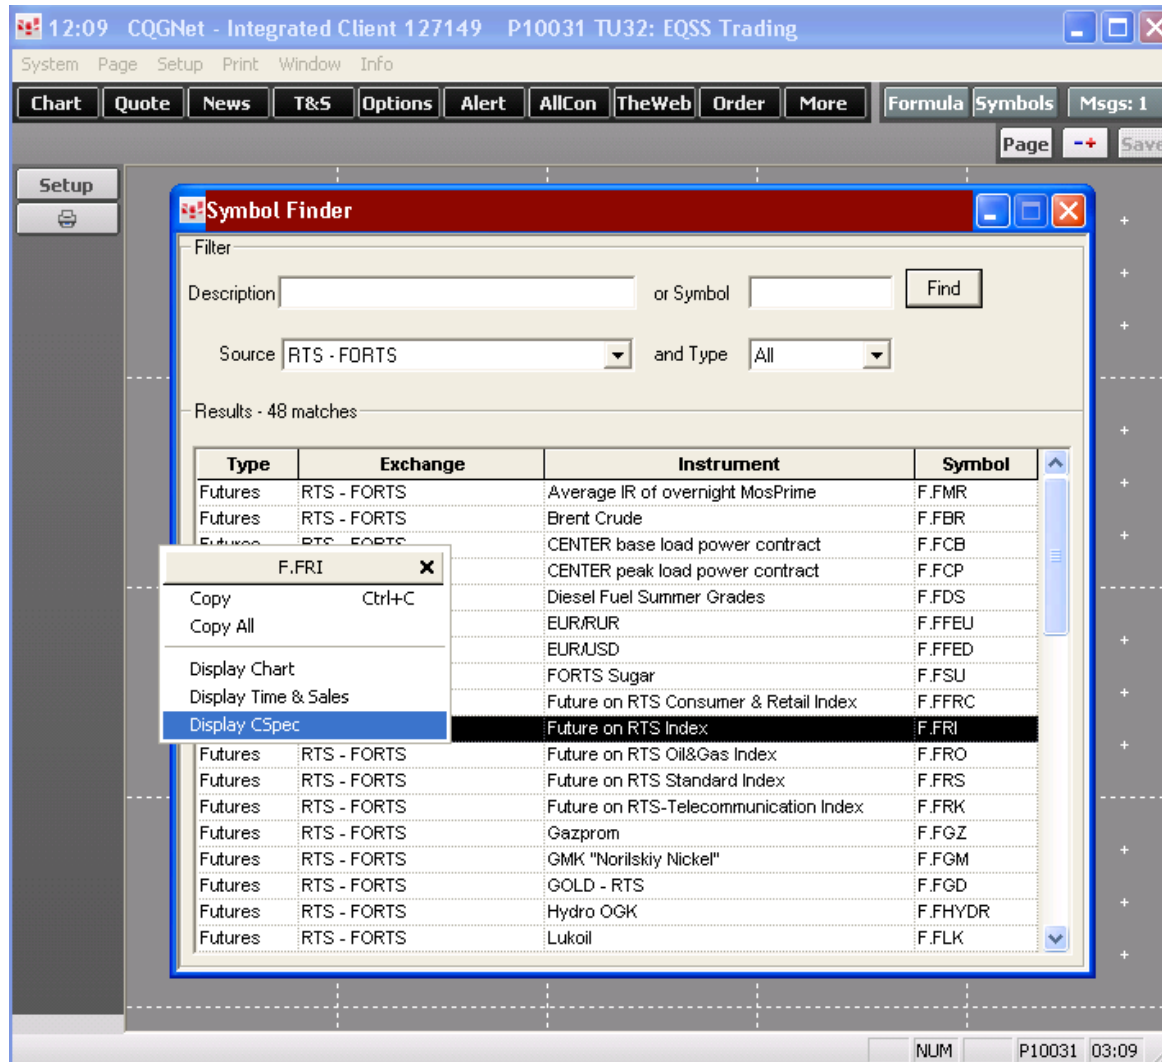 12:09 CQGNet - Integrated Client 127149 P10031 TU32: EQSS Trading
System Page Setup Print Window Info
Chart Quote News T&S Options Alert AllCon TheWeb Order More Formula Symbols Msgs: 1
Page -+ Save
Setup
Symbol Finder
Filter
Description or Symbol Find
Source RTS - FORTS and Type All
Results - 48 matches
Type Exchange Instrument Symbol
Futures RTS - FORTS Average IR of overnight MosPrime F.FMR
Futures RTS - FORTS Brent Crude F.FBR
Futures RTS - FORTS CENTER base load power contract F.FCB
CENTER peak load power contract F.FCP
Diesel Fuel Summer Grades F.FDS
EUR/RUR F.FFEU
EUR/USD F.FFED
FORTS Sugar F.FSU
Future on RTS Consumer & Retail Index F.FFRC
Future on RTS Index F.FRI
F.FRI
Copy Ctrl+C
Copy All
Display Chart
Display Time & Sales
Display CSpec
Futures RTS - FORTS Future on RTS Oil&Gas Index F.FRO
Futures RTS - FORTS Future on RTS Standard Index F.FRS
Futures RTS - FORTS Future on RTS-Telecommunication Index F.FRK
Futures RTS - FORTS Gazprom F.FGZ
Futures RTS - FORTS GMK "Norilskiy Nickel" F.FGM
Futures RTS - FORTS GOLD - RTS F.FGD
Futures RTS - FORTS Hydro OGK F.FHYDR
Futures RTS - FORTS Lukoil F.FLK
NUM P10031 03:09